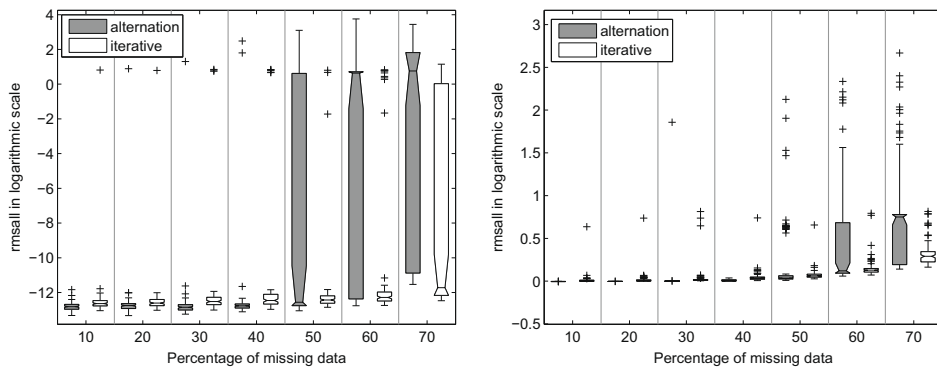 4
2
0
−2
−4
−6
−8
−10
−12
rmsall in logarithmic scale
alternation
iterative
10 20 30 40 50 60 70
Percentage of missing data
3
2.5
2
1.5
1
0.5
0
−0.5
rmsall in logarithmic scale
alternation
iterative
10 20 30 40 50 60 70
Percentage of missing data